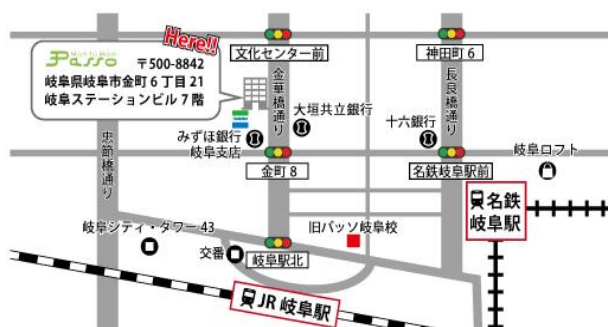 Here!!
Man to Man
Passo
〒500-8842
岐阜県岐阜市金町6丁目21
岐阜ステーションビル7階
文化センター前
神田町6
金華橋通り
長良橋通り
忠節橋通り
大垣共立銀行
十六銀行
みずほ銀行
岐阜支店
岐阜ロフト
金町8
名鉄岐阜駅前
名鉄
岐阜駅
岐阜シティ・タワー43
旧パッソ岐阜校
交番
岐阜駅北
JR岐阜駅